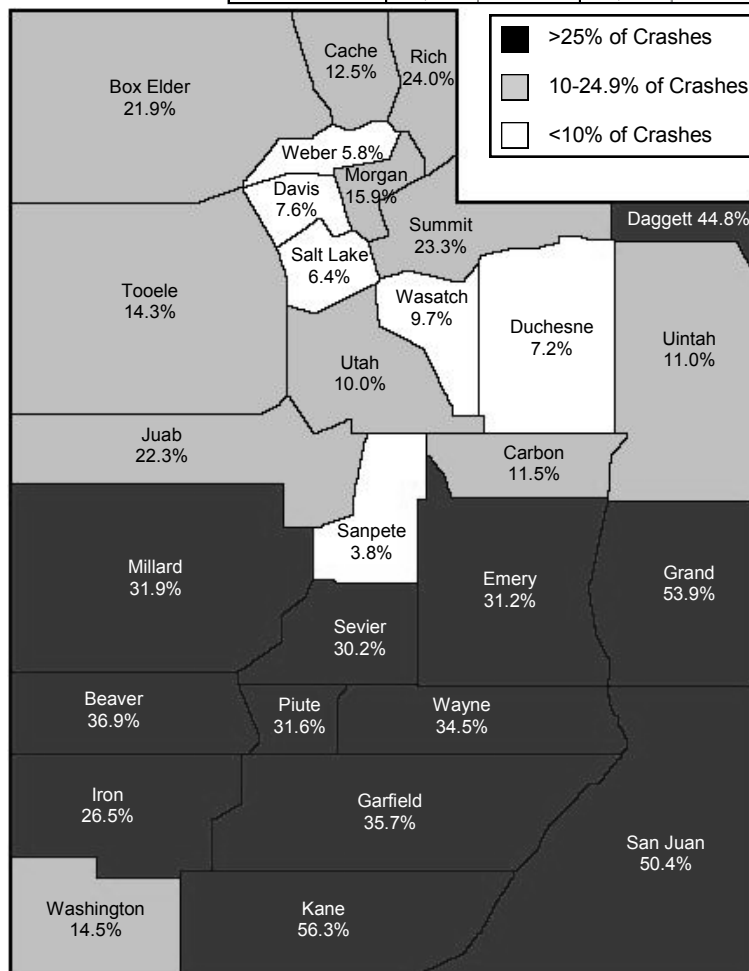 >25% of Crashes
10-24.9% of Crashes
<10% of Crashes
Cache
12.5%
Rich
24.0%
Box Elder
21.9%
Weber 5.8%
Morgan
15.9%
Davis
7.6%
Summit
23.3%
Daggett 44.8%
Salt Lake
6.4%
Tooele
14.3%
Wasatch
9.7%
Duchesne
7.2%
Uintah
11.0%
Utah
10.0%
Juab
22.3%
Carbon
11.5%
Sanpete
3.8%
Millard
31.9%
Emery
31.2%
Grand
53.9%
Sevier
30.2%
Beaver
36.9%
Piute
31.6%
Wayne
34.5%
Iron
26.5%
Garfield
35.7%
San Juan
50.4%
Washington
14.5%
Kane
56.3%